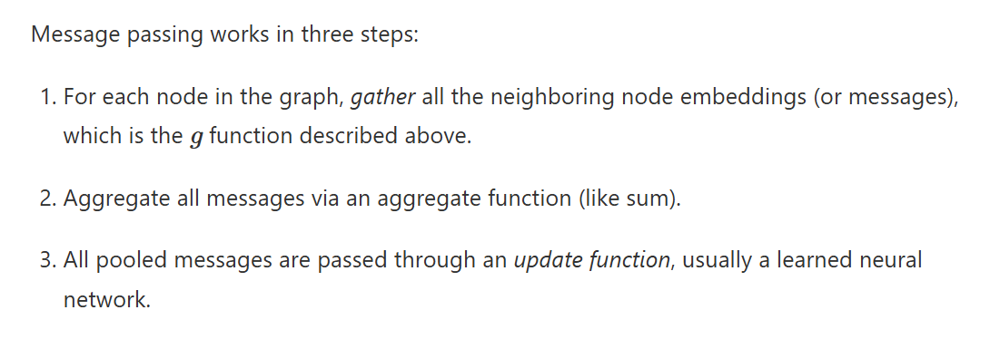 Message passing works in three steps:
1. For each node in the graph, gather all the neighboring node embeddings (or messages),
which is the g function described above.
2. Aggregate all messages via an aggregate function (like sum).
3. All pooled messages are passed through an update function, usually a learned neural
network.